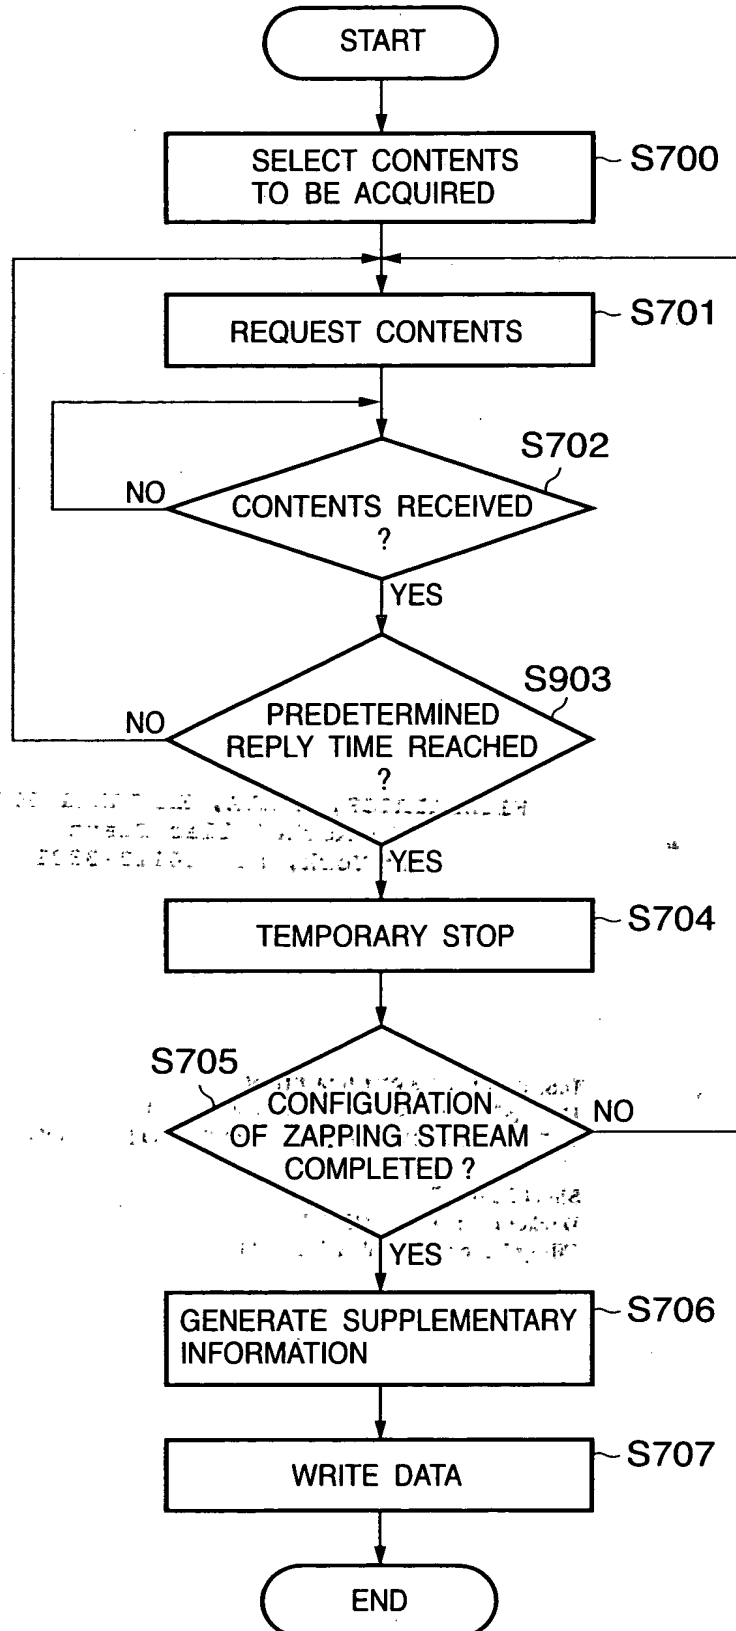 START
SELECT CONTENTS
TO BE ACQUIRED
S700
REQUEST CONTENTS
S701
S702
CONTENTS RECEIVED
?
NO
YES
S903
PREDETERMINED
REPLY TIME REACHED
?
NO
YES
TEMPORARY STOP
S704
S705
CONFIGURATION
OF ZAPPING STREAM
COMPLETED ?
NO
YES
GENERATE SUPPLEMENTARY
INFORMATION
S706
WRITE DATA
S707
END